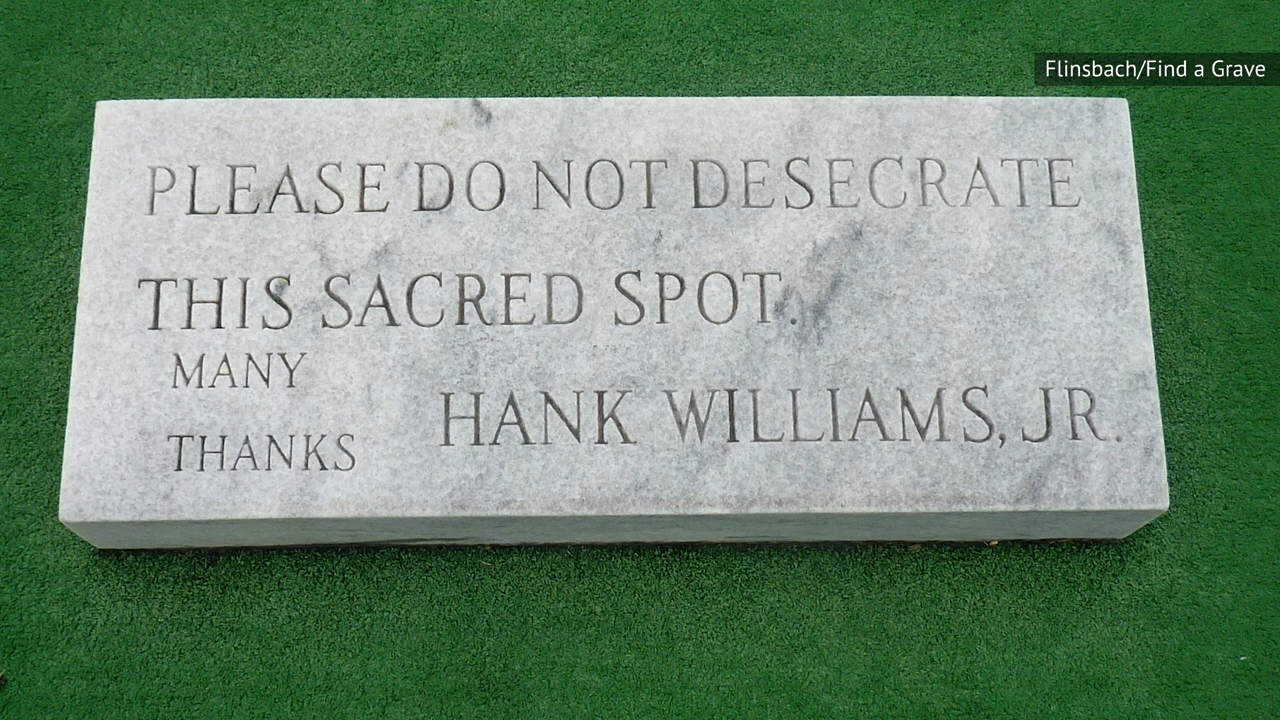 Flinsbach/Find a Grave
PLEASE DO NOT DESECRATE
THIS SACRED SPOT.
MANY
THANKS
HANK WILLIAMS, JR.